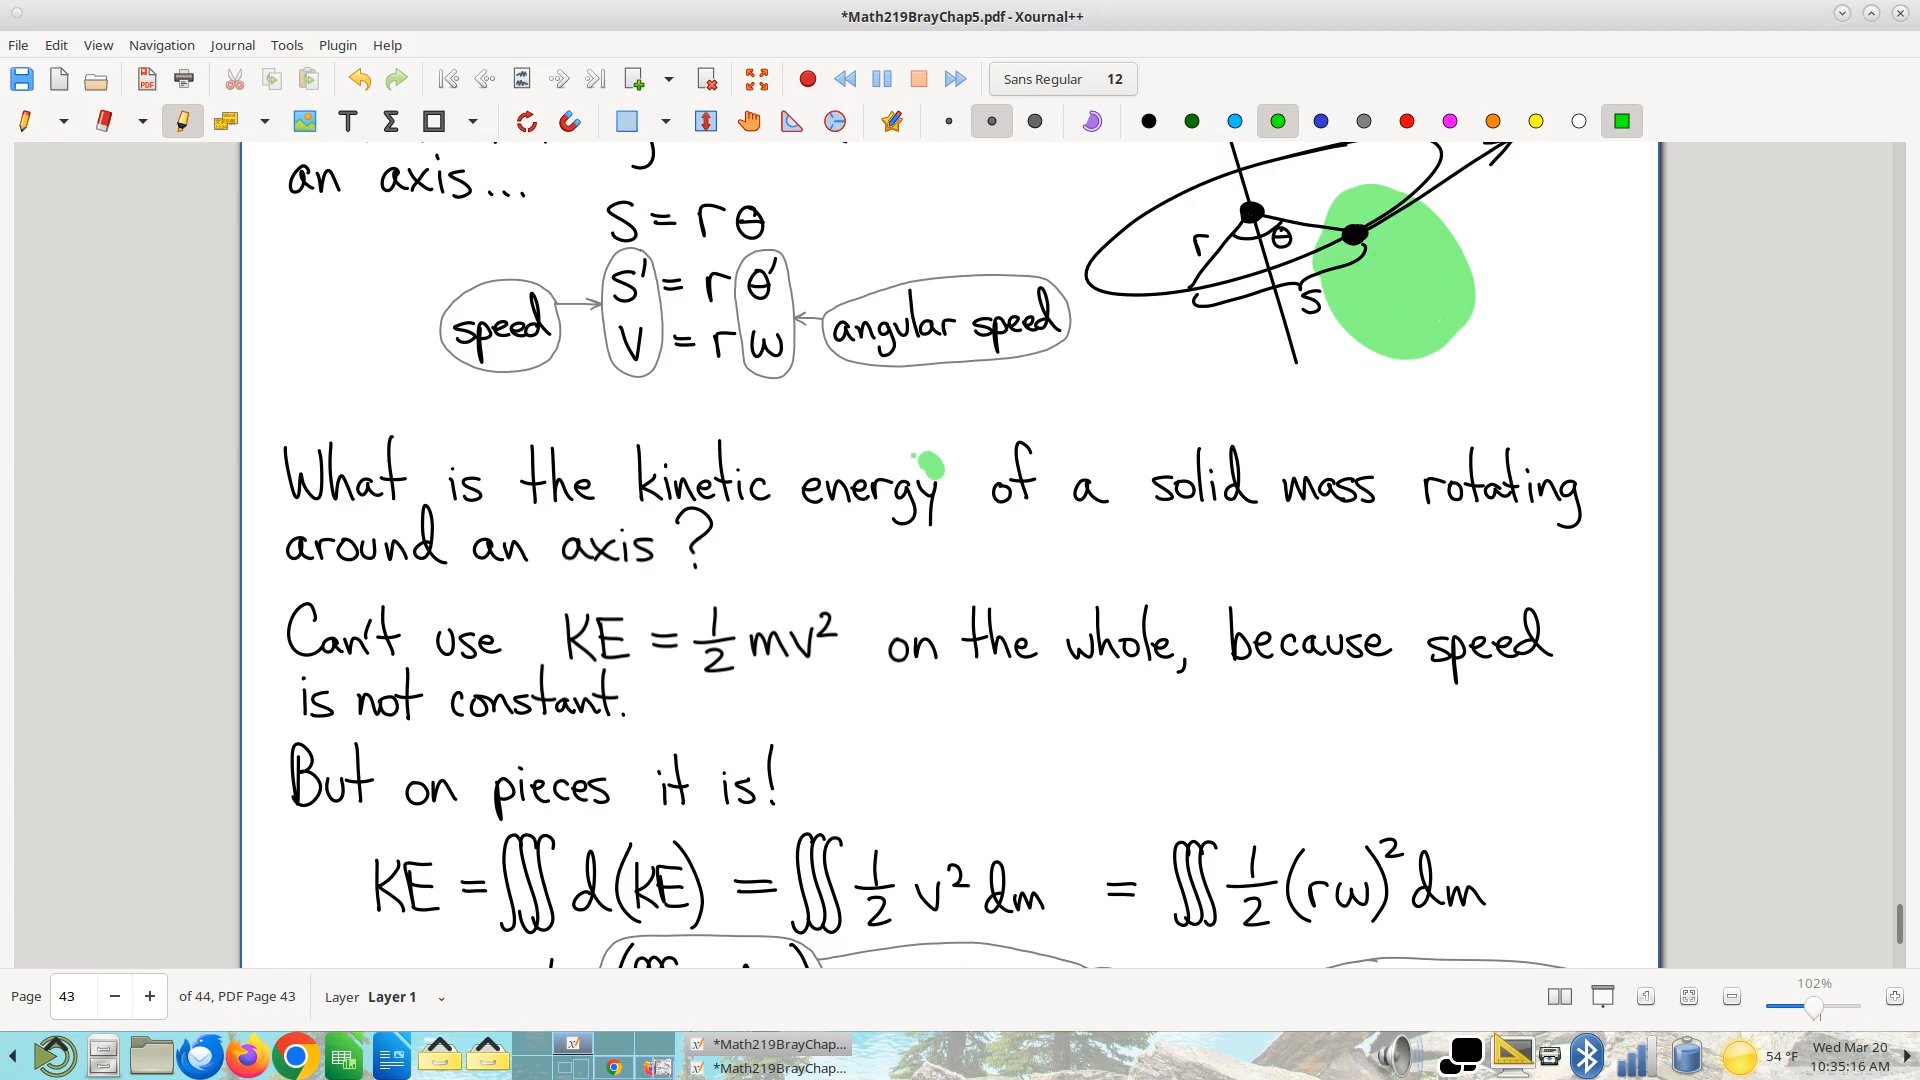 *Math219BrayChap5.pdf - Xournal++
File Edit View Navigation Journal Tools Plugin Help
Sans Regular 12
an axis...
S = rθ
S' = rθ'
V = rw
speed
angular speed
r
θ
S
What is the kinetic energy of a solid mass rotating
around an axis?
Can't use KE = 1/2 mv² on the whole, because speed
is not constant.
But on pieces it is!
KE = ∭ d(KE) = ∭ 1/2 v² dm = ∭ 1/2 (rw)² dm
Page 43 of 44, PDF Page 43 Layer Layer 1
102%
*Math219BrayChap...
*Math219BrayChap...
54 °F
Wed Mar 20
10:35:16 AM